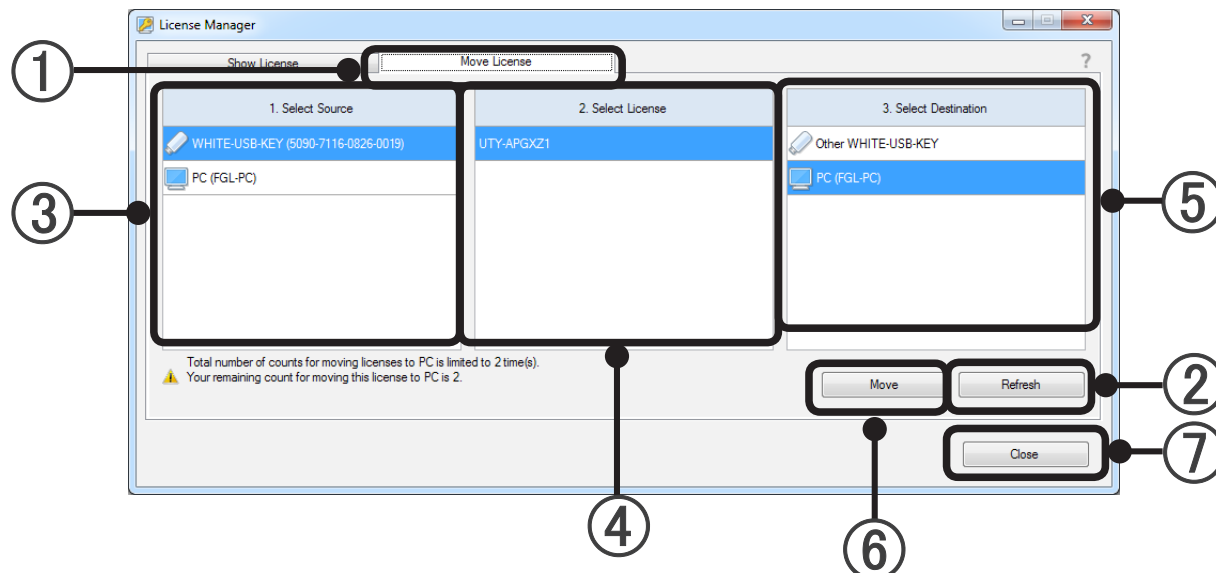 License Manager
①
Show License
Move License
?
1. Select Source
2. Select License
3. Select Destination
WHITE-USB-KEY (5090-7116-0826-0019)
UTY-APGXZ1
Other WHITE-USB-KEY
PC (FGL-PC)
PC (FGL-PC)
③
⑤
Total number of counts for moving licenses to PC is limited to 2 time(s).
Your remaining count for moving this license to PC is 2.
Move
Refresh
②
Close
⑦
④
⑥